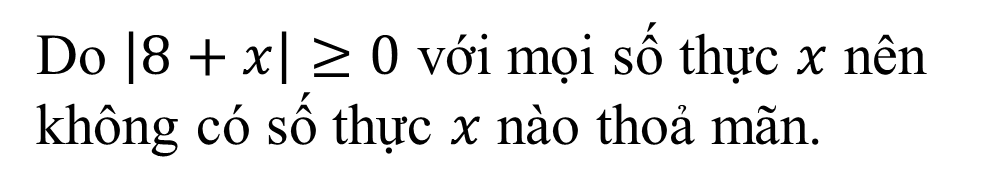 Do |8 + x| ≥ 0 với mọi số thực x nên
không có số thực x nào thoả mãn.